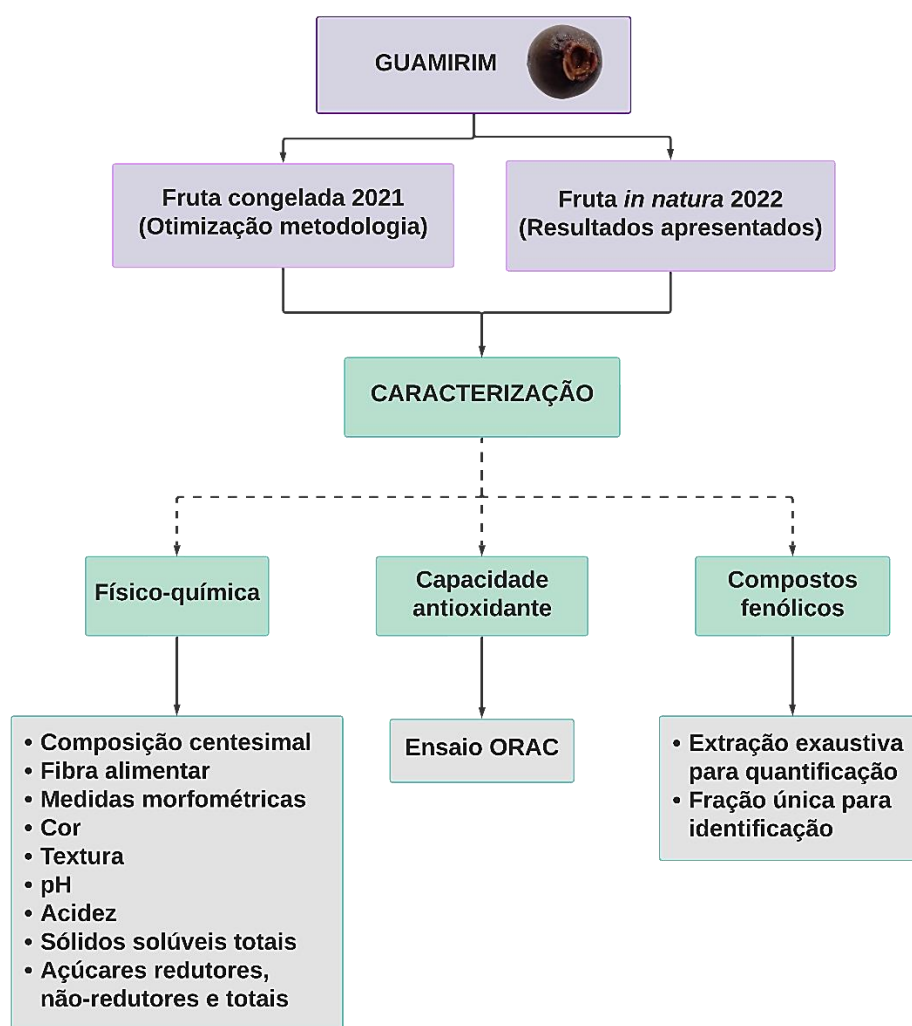 GUAMIRIM
Fruta congelada 2021
(Otimização metodologia)
Fruta in natura 2022
(Resultados apresentados)
CARACTERIZAÇÃO
Físico-química
Capacidade
antioxidante
Compostos
fenólicos
• Composição centesimal
• Fibra alimentar
• Medidas morfométricas
• Cor
• Textura
• pH
• Acidez
• Sólidos solúveis totais
• Açúcares redutores,
não-redutores e totais
Ensaio ORAC
• Extração exaustiva
para quantificação
• Fração única para
identificação